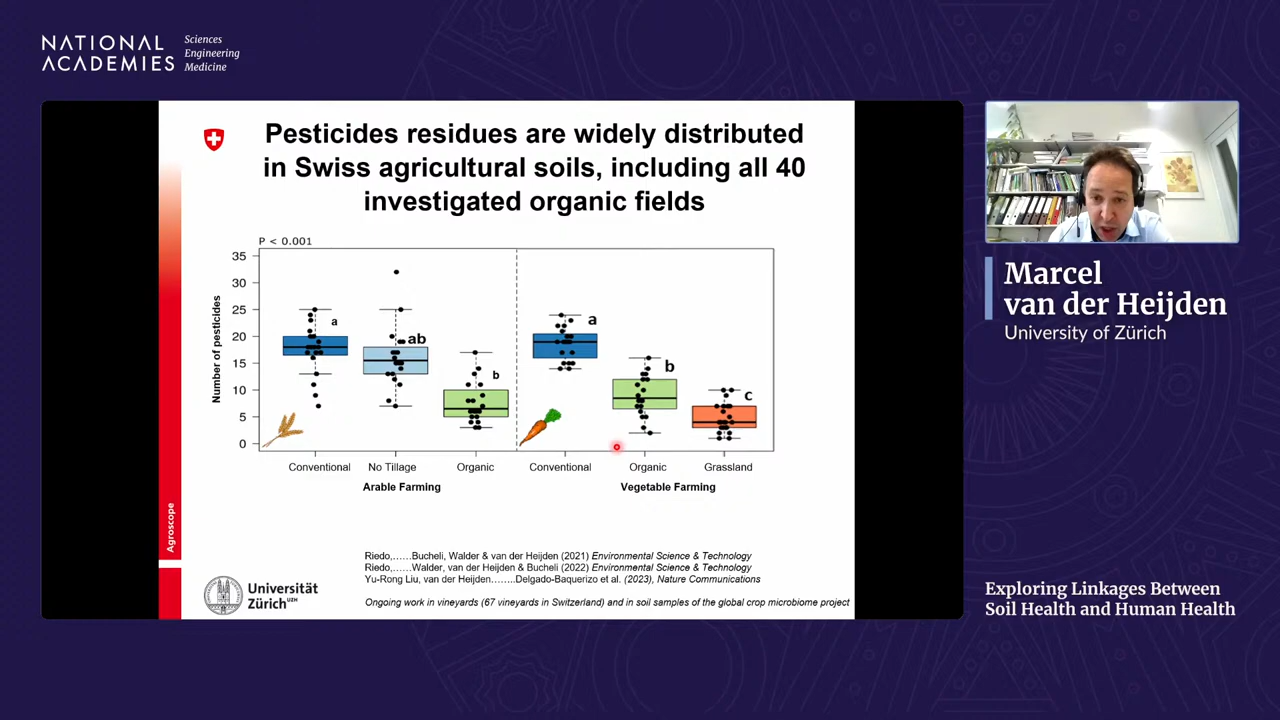 NATIONAL
ACADEMIES
Sciences
Engineering
Medicine
Pesticides residues are widely distributed
in Swiss agricultural soils, including all 40
investigated organic fields
P < 0.001
Number of pesticides
35
30
25
20
15
10
5
0
a
ab
b
a
b
c
Conventional
No Tillage
Organic
Conventional
Organic
Grassland
Arable Farming
Vegetable Farming
Agroscope
Riedo,……Bucheli, Walder & van der Heijden (2021) Environmental Science & Technology
Riedo,……Walder, van der Heijden & Bucheli (2022) Environmental Science & Technology
Yu-Rong Liu, van der Heijden……..Delgado-Baquerizo et al. (2023), Nature Communications
Ongoing work in vineyards (67 vineyards in Switzerland) and in soil samples of the global crop microbiome project
Universität
Zürich UZH
Marcel
van der Heijden
University of Zürich
Exploring Linkages Between
Soil Health and Human Health